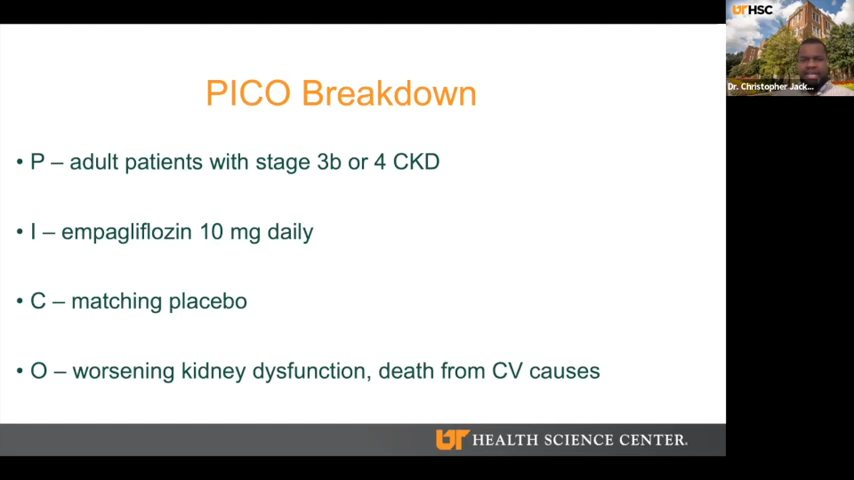 PICO Breakdown
• P – adult patients with stage 3b or 4 CKD
• I – empagliflozin 10 mg daily
• C – matching placebo
• O – worsening kidney dysfunction, death from CV causes
UT HEALTH SCIENCE CENTER.
UTHSC
Dr. Christopher Jack...